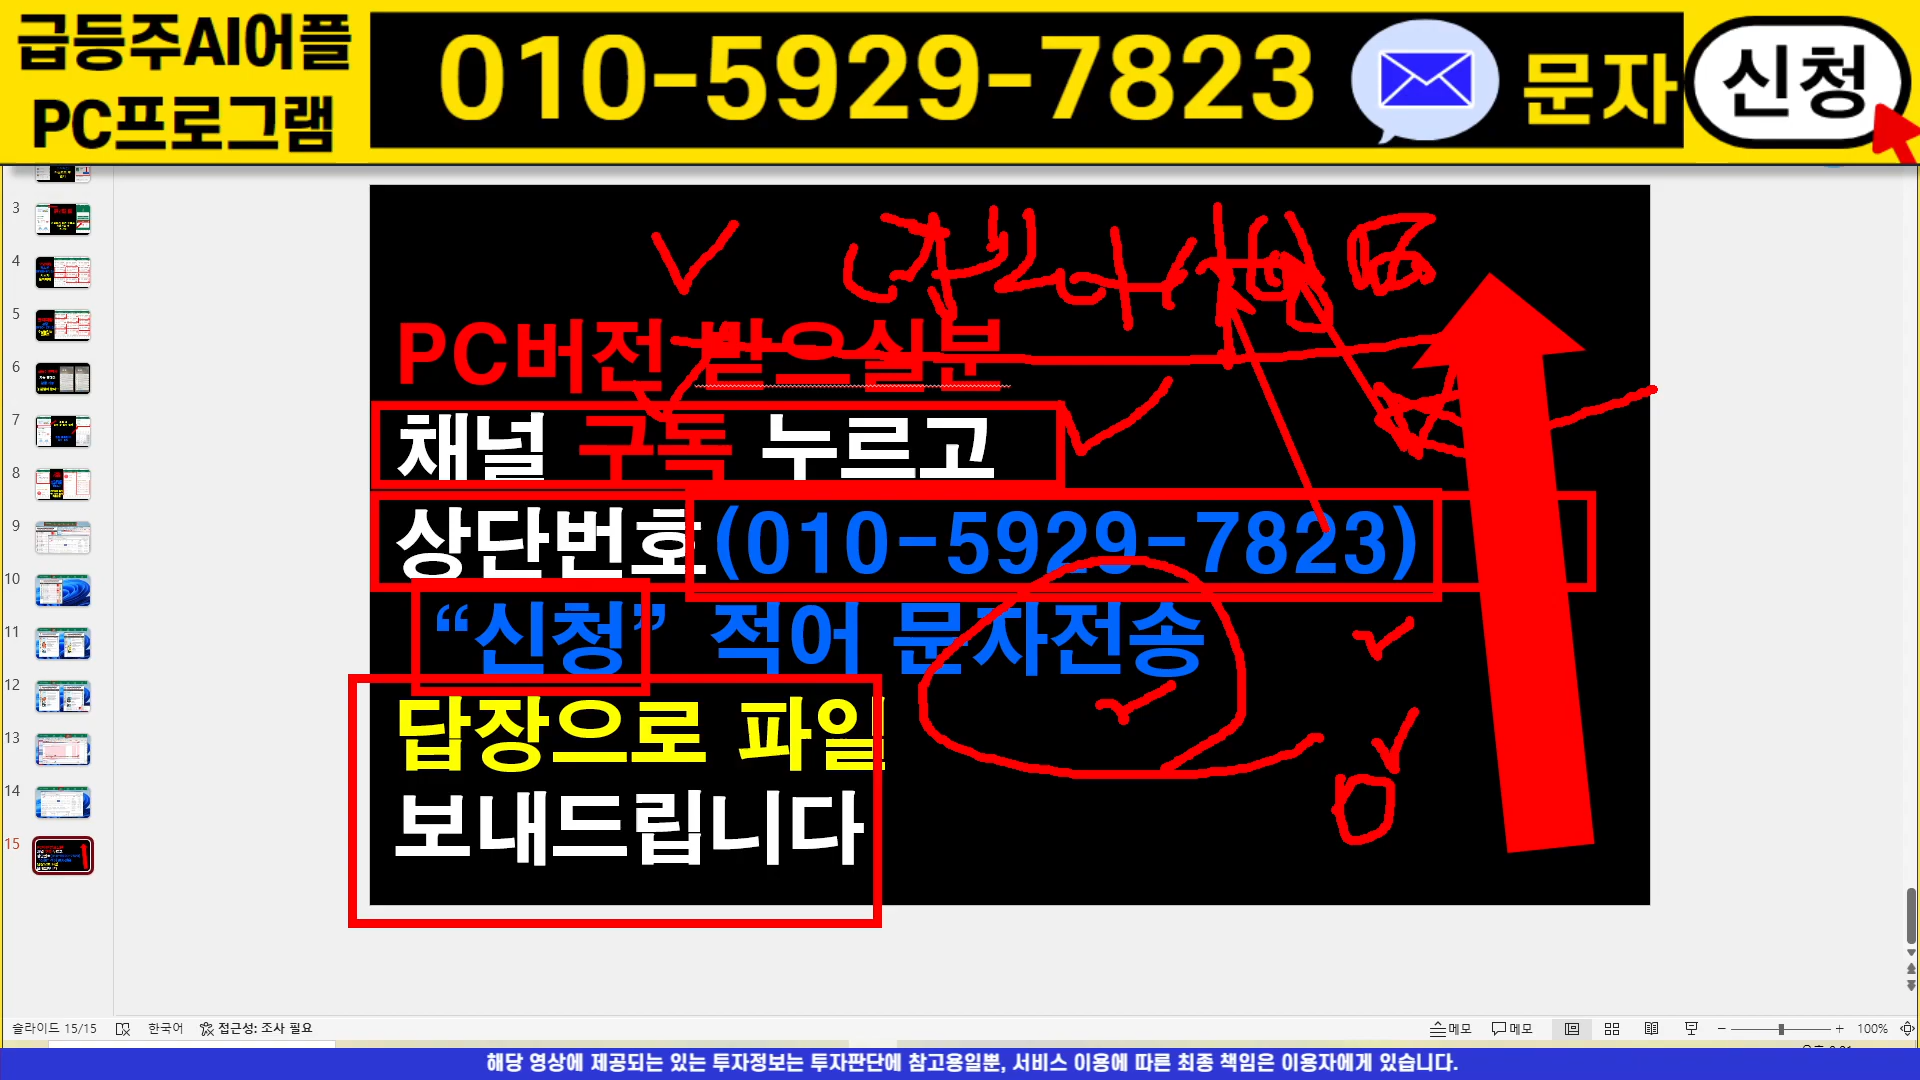 급등주AI어플
PC프로그램
010-5929-7823
문자
신청
PC버전 받으실분
채널 구독 누르고
상단번호(010-5929-7823)
“신청” 적어 문자전송
답장으로 파일
보내드립니다
3
4
5
6
7
8
9
10
11
12
13
14
15
슬라이드 15/15
한국어
접근성: 조사 필요
메모
메모
100%
해당 영상에 제공되는 있는 투자정보는 투자판단에 참고용일뿐, 서비스 이용에 따른 최종 책임은 이용자에게 있습니다.